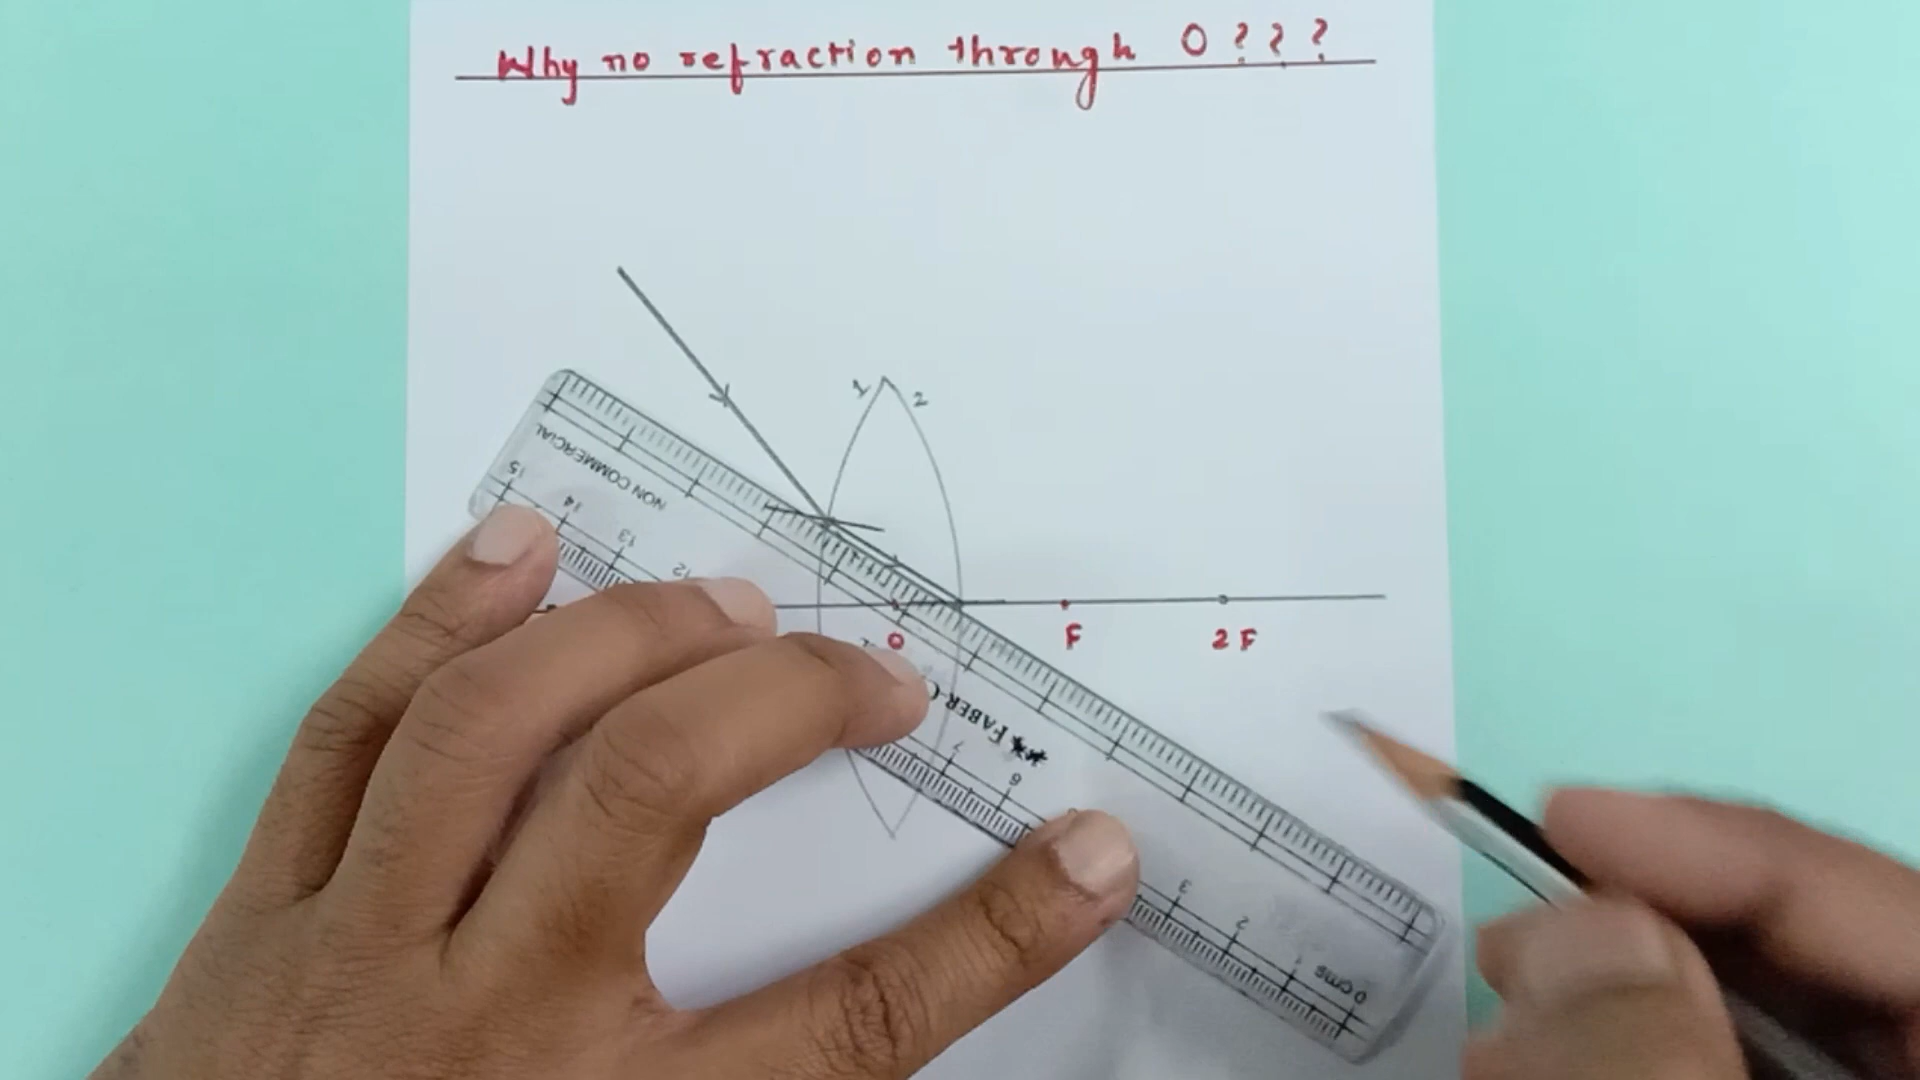 Why no refraction through O???
1 2
NON COMMERCIAL
15 14 13 12
O F 2F
FABER-C
7 6 3 2 1 0 cms